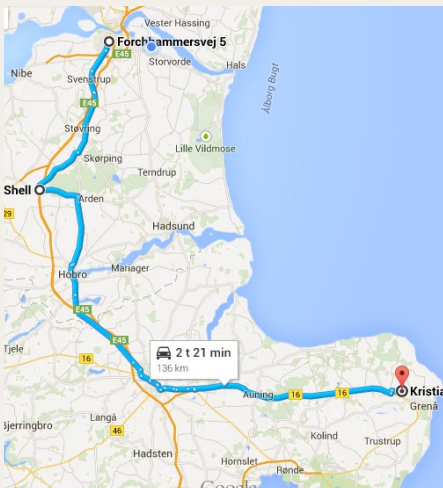 Vester Hassing
Forchhammersvej 5
E45
Storvorde
Nibe
Hals
Svenstrup
Ålborg Bugt
E45
Støvring
Lille Vildmose
Skørping
Terndrup
Shell
Arden
29
Hadsund
Hobro
Mariager
E45
E45
Tjele
16
2 t 21 min
136 km
Auning
16
16
Kristia
Grenå
Langå
Bjerringbro
46
Kolind
Trustrup
Hadsten
Hornslet
Rønde
Google